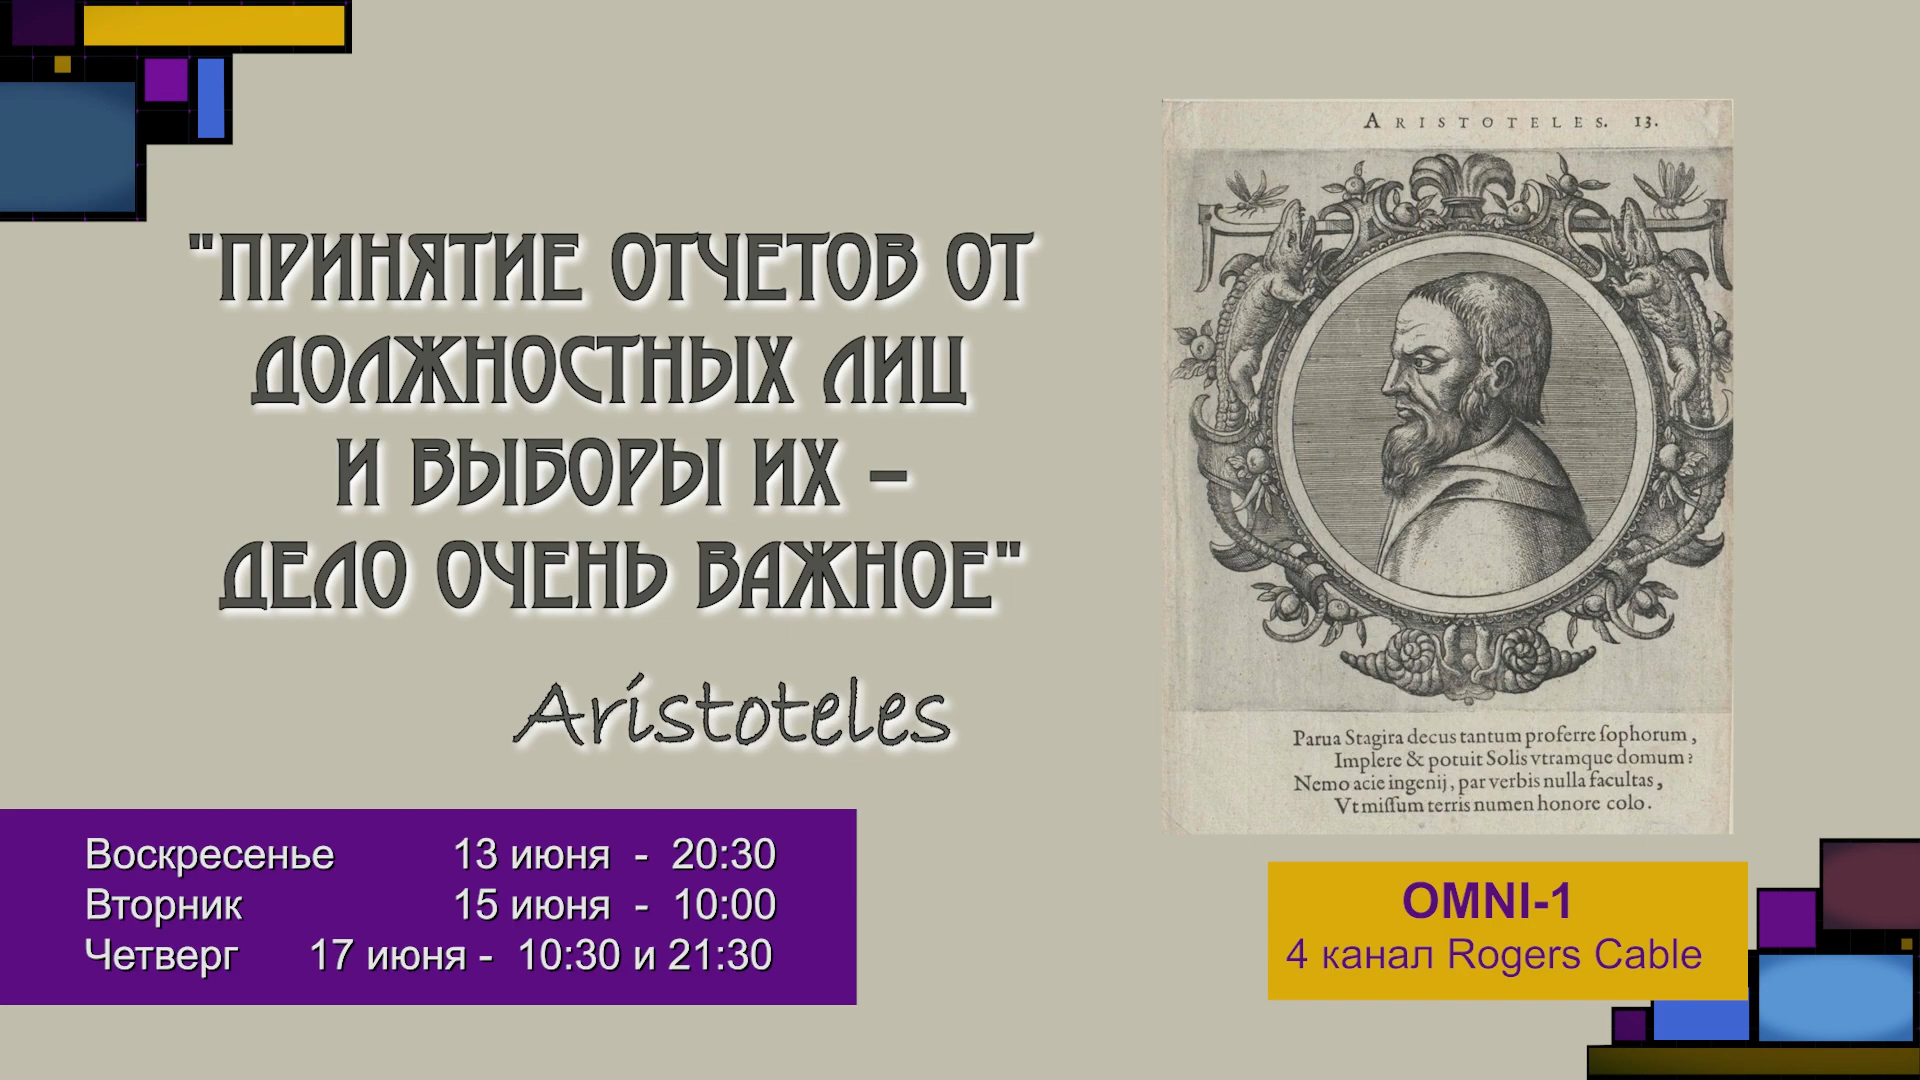 "ПРИНЯТИЕ ОТЧЕТОВ ОТ
ДОЛЖНОСТНЫХ ЛИЦ
И ВЫБОРЫ ИХ –
ДЕЛО ОЧЕНЬ ВАЖНОЕ"
Aristoteles
ARISTOTELES. 13.
Parua Stagira decus tantum proferre ſophorum,
Implere & potuit Solis vtramque domum?
Nemo acie ingenij, par verbis nulla facultas,
Vt miſſum terris numen honore colo.
Воскресенье 13 июня - 20:30
Вторник 15 июня - 10:00
Четверг 17 июня - 10:30 и 21:30
OMNI-1
4 канал Rogers Cable